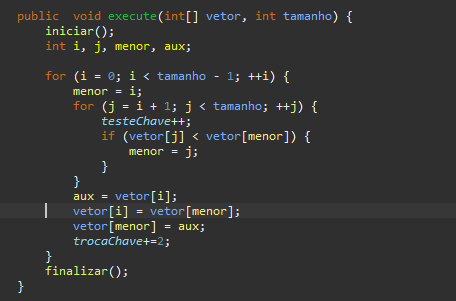 public  void execute(int[] vetor, int tamanho) {
    iniciar();
    int i, j, menor, aux;

    for (i = 0; i < tamanho - 1; ++i) {
        menor = i;
        for (j = i + 1; j < tamanho; ++j) {
            testeChave++;
            if (vetor[j] < vetor[menor]) {
                menor = j;
            }
        }
        aux = vetor[i];
        vetor[i] = vetor[menor];
        vetor[menor] = aux;
        trocaChave+=2;
    }
    finalizar();
}